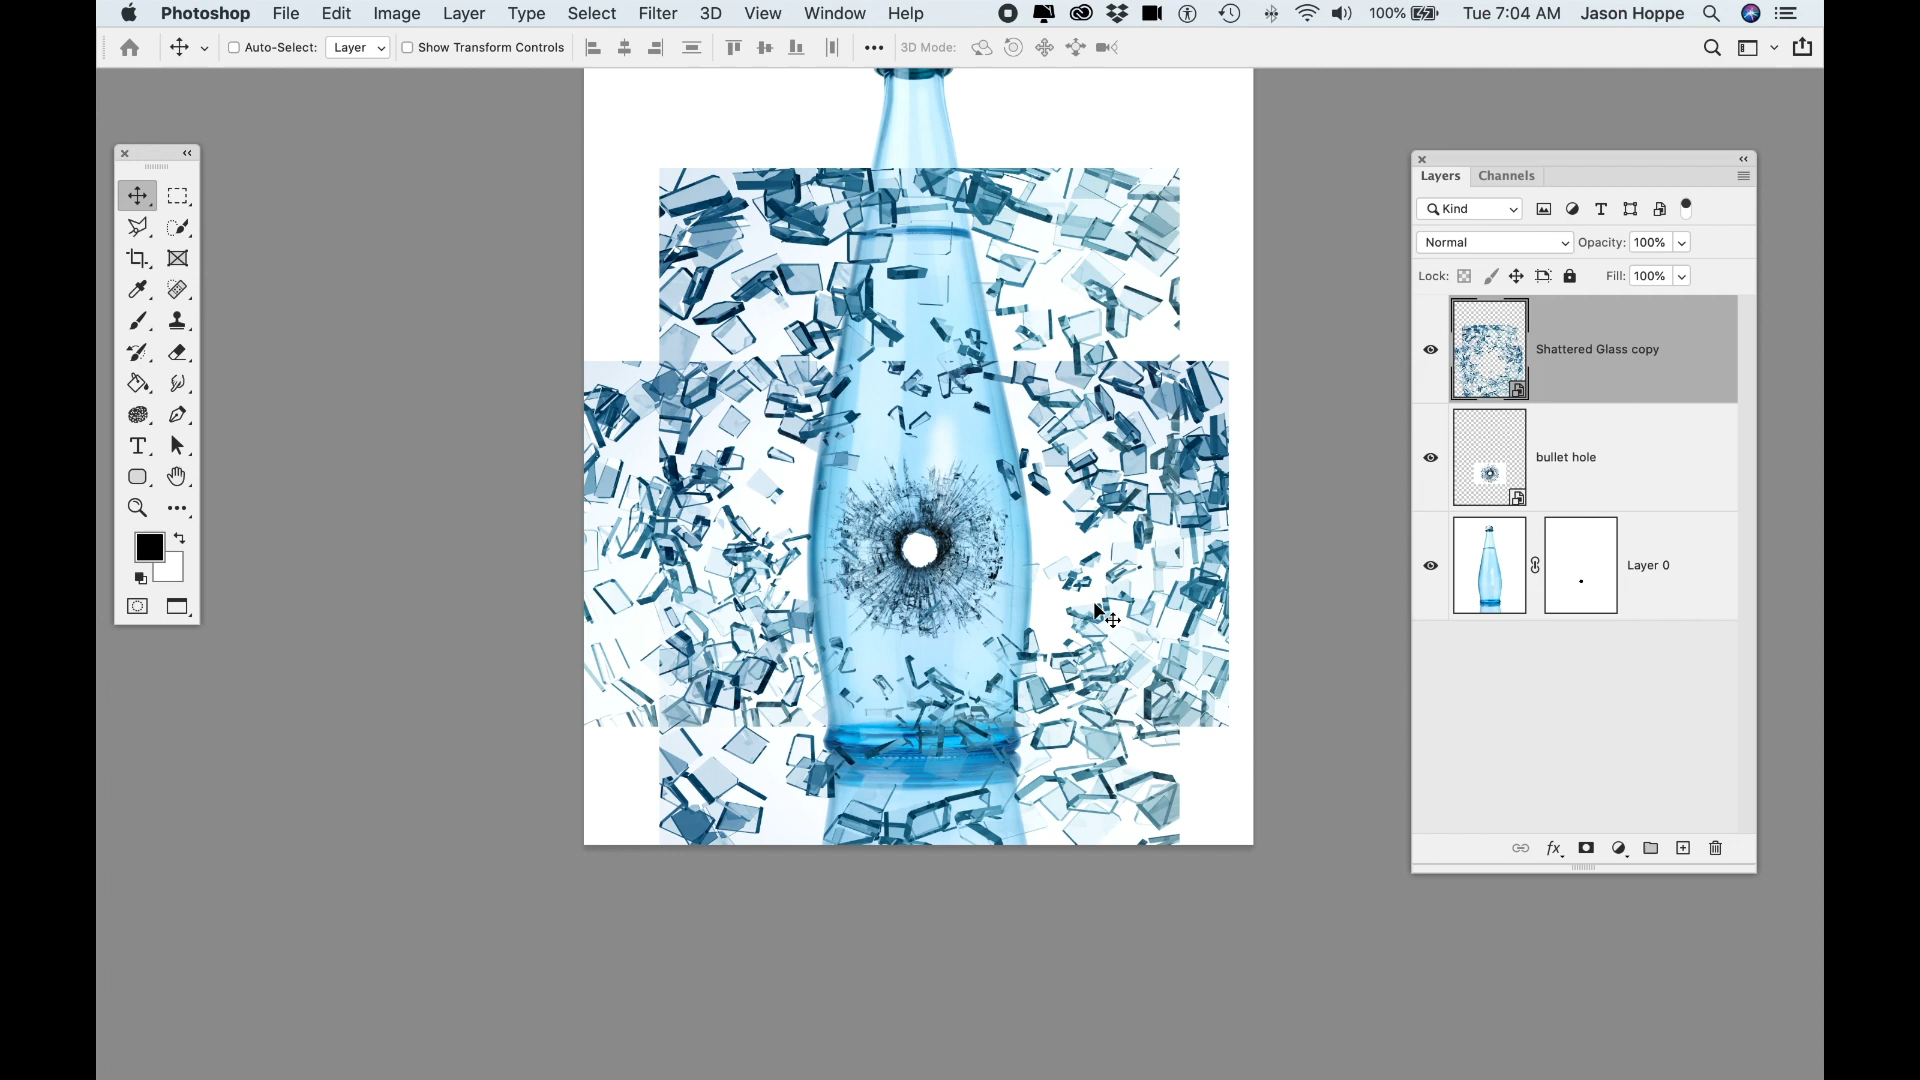 Photoshop File Edit Image Layer Type Select Filter 3D View Window Help 100% Tue 7:04 AM Jason Hoppe
Auto-Select: Layer Show Transform Controls 3D Mode:
Layers Channels
Kind
Normal Opacity: 100%
Lock: Fill: 100%
Shattered Glass copy
bullet hole
Layer 0
fx